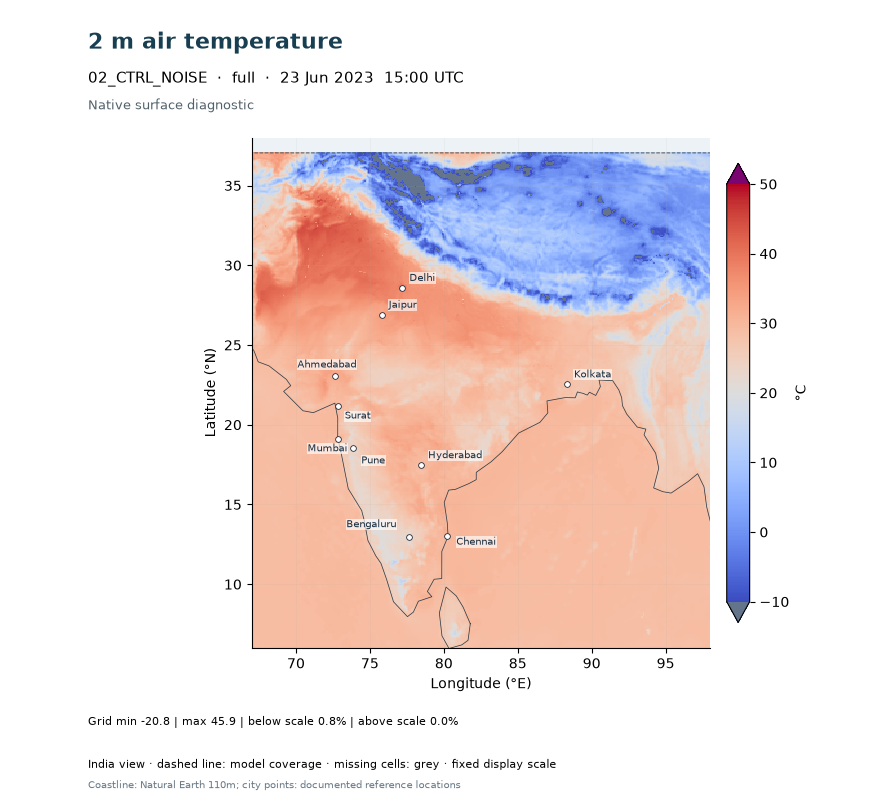 2 m air temperature
02_CTRL_NOISE · full · 23 Jun 2023 15:00 UTC
Native surface diagnostic
35
30
25
20
15
10
Latitude (°N)
70
75
80
85
90
95
Longitude (°E)
Delhi
Jaipur
Ahmedabad
Kolkata
Surat
Mumbai
Pune
Hyderabad
Bengaluru
Chennai
50
40
30
20
10
0
−10
°C
Grid min -20.8 | max 45.9 | below scale 0.8% | above scale 0.0%
India view · dashed line: model coverage · missing cells: grey · fixed display scale
Coastline: Natural Earth 110m; city points: documented reference locations